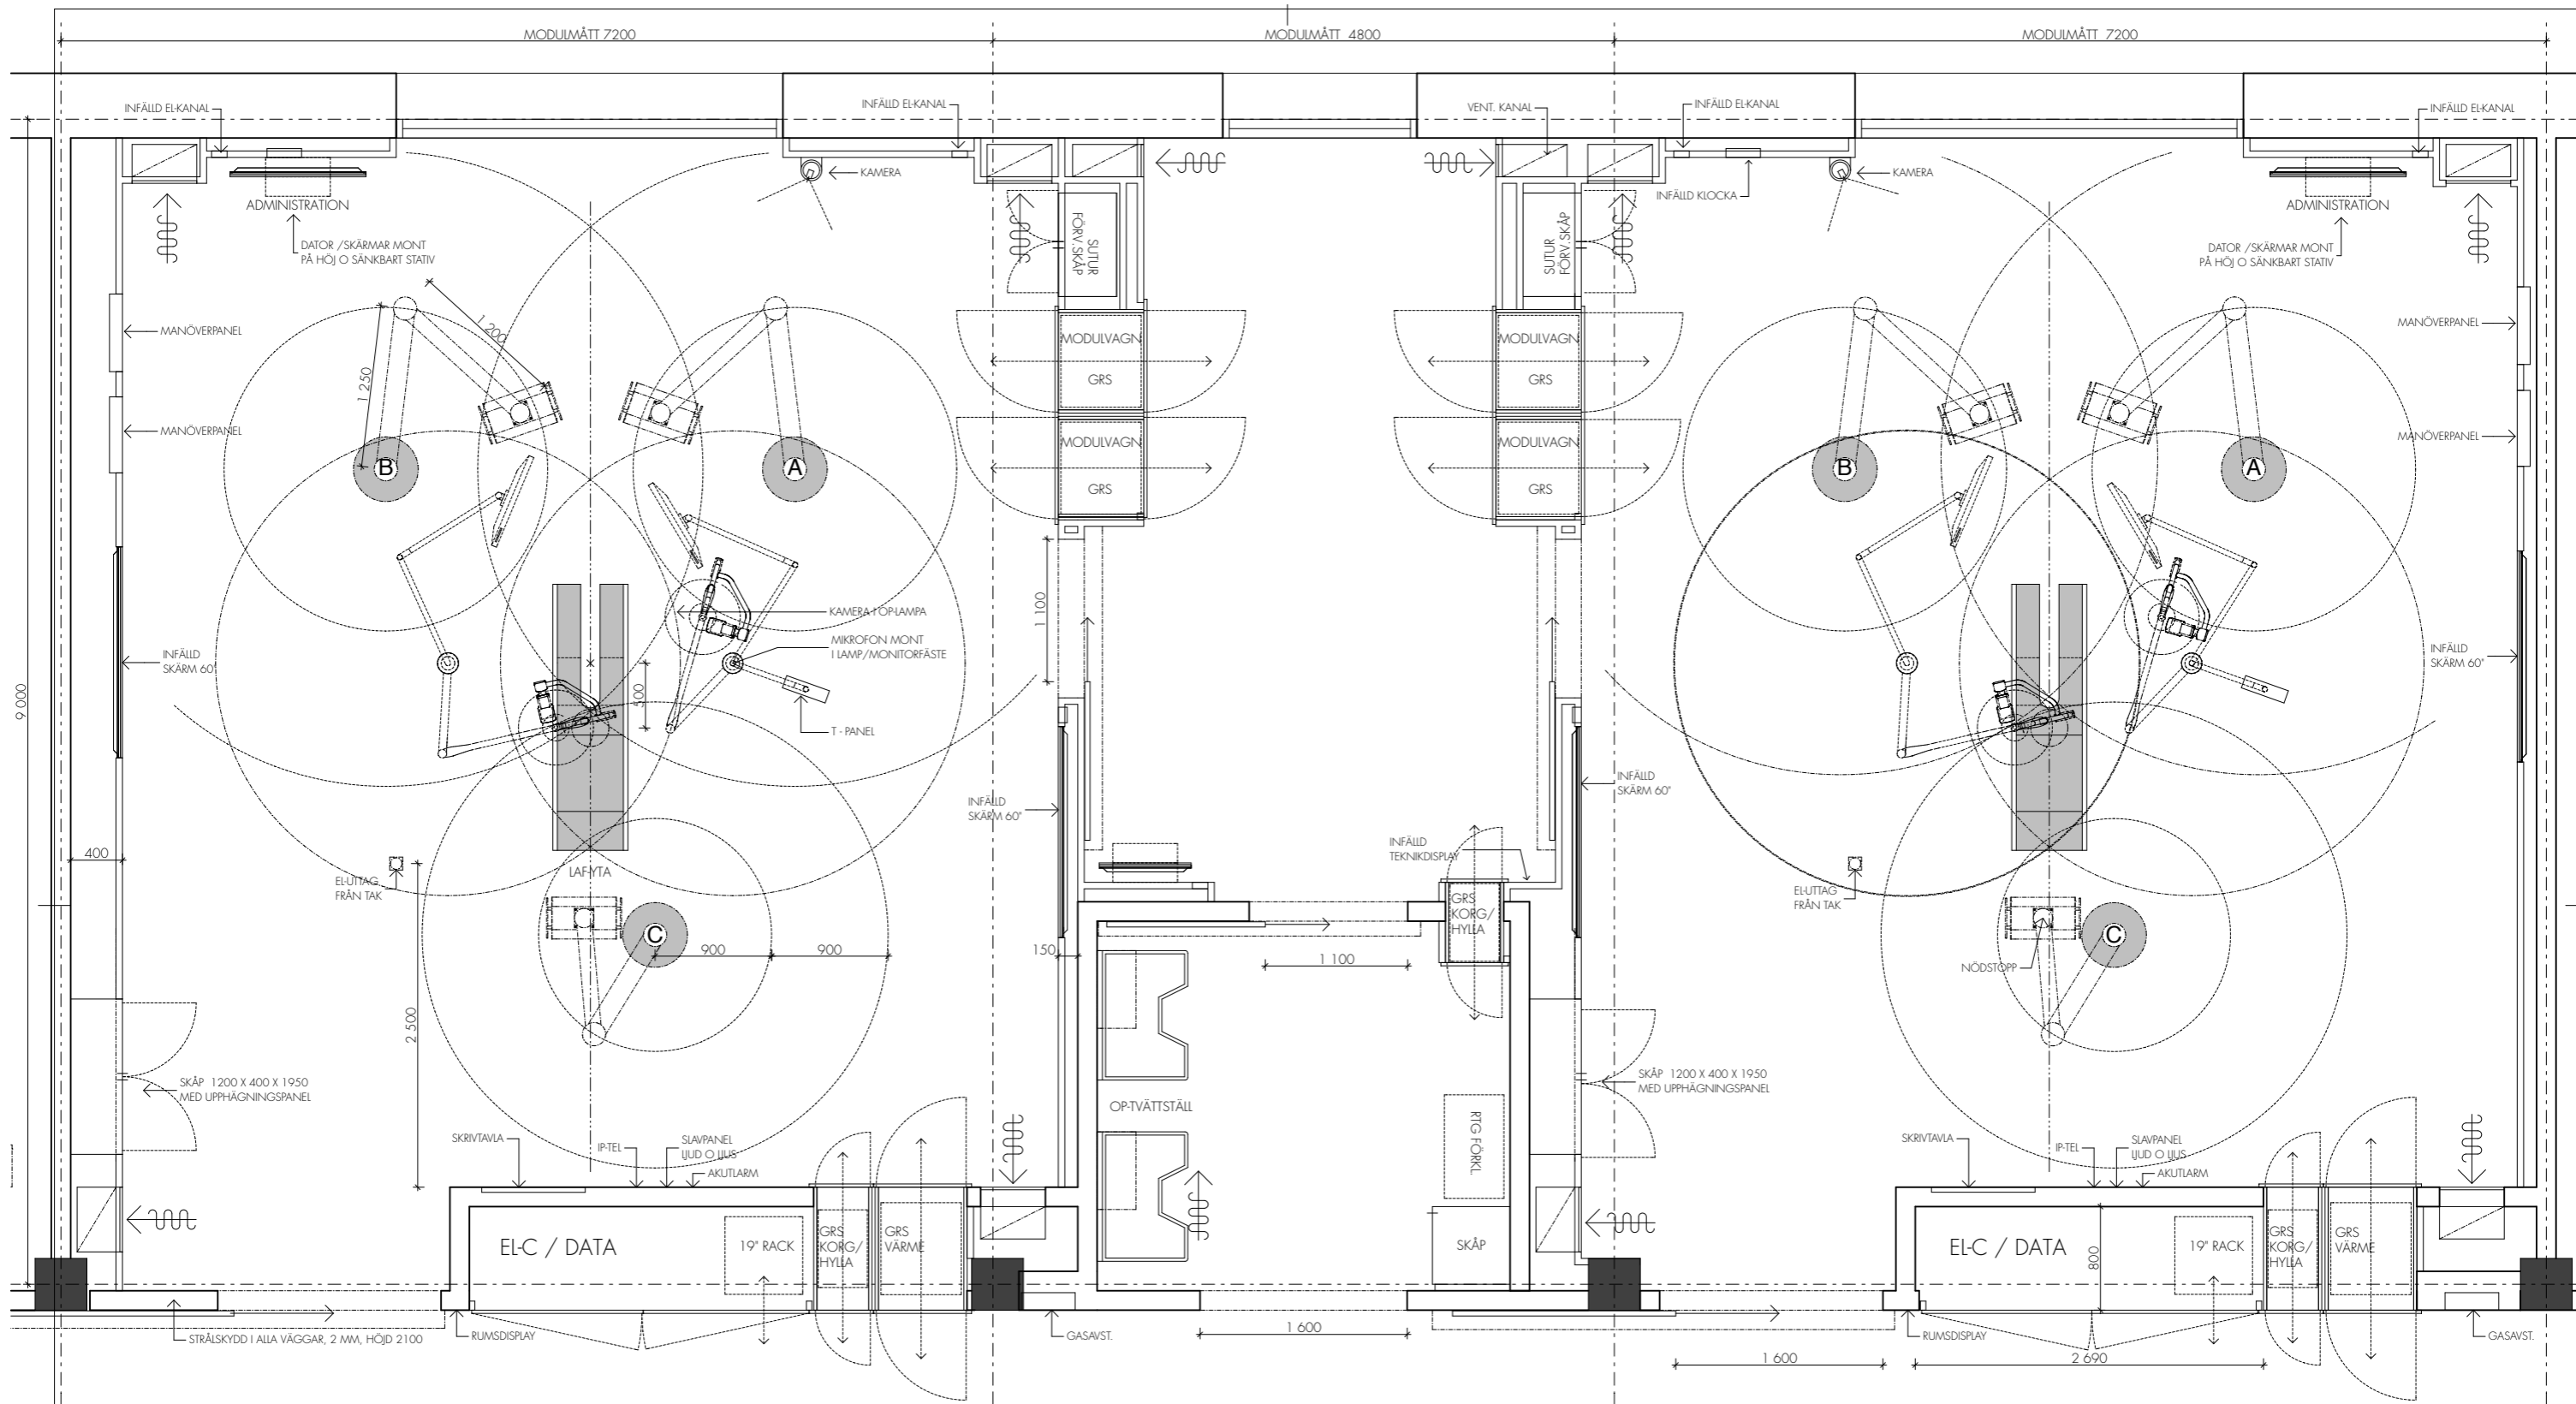 MODULMÅTT 7200
MODULMÅTT 4800
MODULMÅTT 7200
INFÄLLD EL-KANAL
INFÄLLD EL-KANAL
VENT. KANAL
INFÄLLD EL-KANAL
INFÄLLD EL-KANAL
KAMERA
KAMERA
ADMINISTRATION
INFÄLLD KLOCKA
ADMINISTRATION
DATOR /SKÄRMAR MONT
PÅ HÖJ O SÄNKBART STATIV
SUTUR
FÖRV.SKÅP
SUTUR
FÖRV.SKÅP
DATOR /SKÄRMAR MONT
PÅ HÖJ O SÄNKBART STATIV
MANÖVERPANEL
1 200
1 250
MODULVAGN
GRS
MODULVAGN
GRS
MANÖVERPANEL
MANÖVERPANEL
B
A
MODULVAGN
GRS
MODULVAGN
GRS
B
A
MANÖVERPANEL
9 000
1 100
KAMERA I OP-LAMPA
MIKROFON MONT
I LAMP/MONITORFÄSTE
INFÄLLD
SKÄRM 60"
500
T - PANEL
INFÄLLD
SKÄRM 60"
INFÄLLD
SKÄRM 60"
INFÄLLD
SKÄRM 60"
400
LAF-YTA
EL-UTTAG
FRÅN TAK
INFÄLLD
TEKNIKDISPLAY
EL-UTTAG
FRÅN TAK
GRS
KORG/
HYLLA
C
900
900
150
1 100
C
NÖDSTOPP
2 500
SKÅP 1200 X 400 X 1950
MED UPPHÄGNINGSPANEL
OP-TVÄTTSTÄLL
RTG FÖRKL.
SKÅP 1200 X 400 X 1950
MED UPPHÄGNINGSPANEL
SKRIVTAVLA
IP-TEL
SLAVPANEL
LJUD O LJUS
AKUTLARM
SKRIVTAVLA
IP-TEL
SLAVPANEL
LJUD O LJUS
AKUTLARM
EL-C / DATA
19" RACK
GRS
KORG/
HYLLA
GRS
VÄRME
SKÅP
EL-C / DATA
800
19" RACK
GRS
KORG/
HYLLA
GRS
VÄRME
STRÅLSKYDD I ALLA VÄGGAR, 2 MM, HÖJD 2100
RUMSDISPLAY
GASAVST.
1 600
RUMSDISPLAY
GASAVST.
1 600
2 690